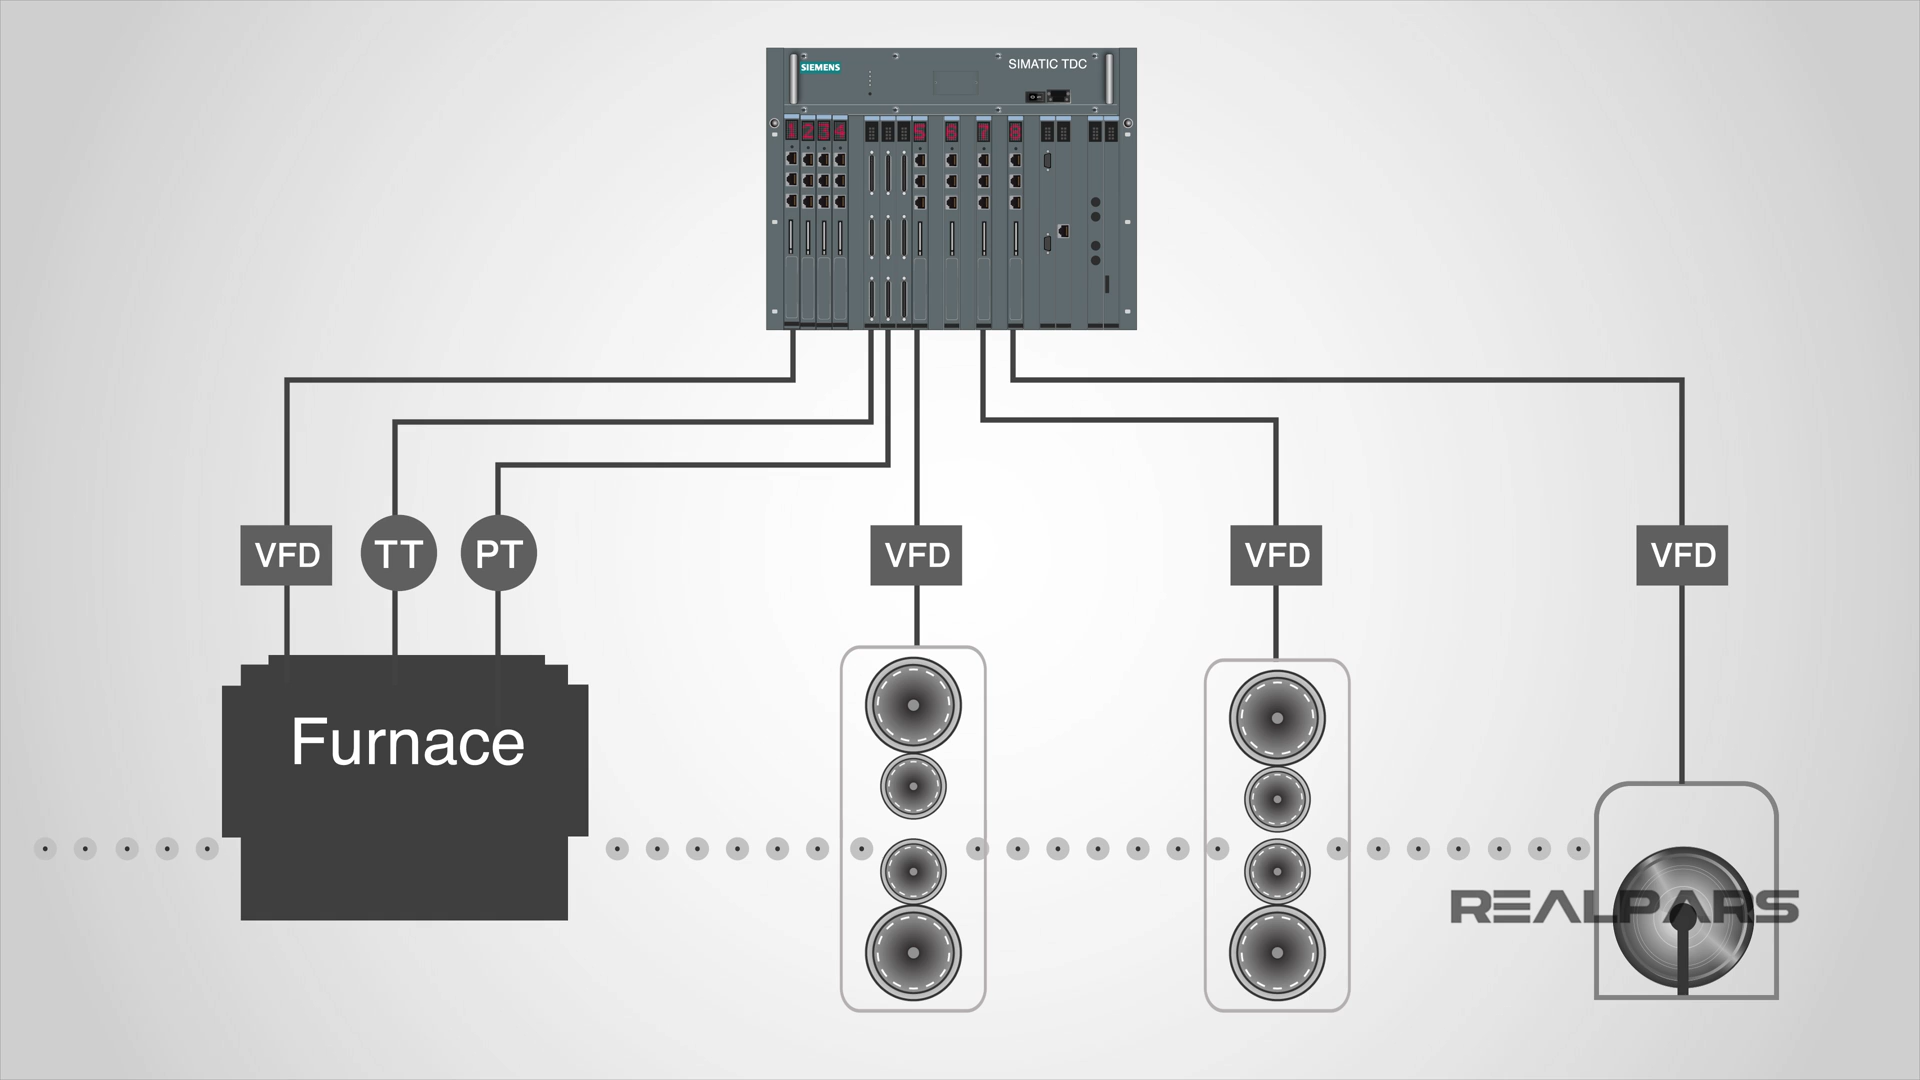 SIEMENS
SIMATIC TDC
1 2 3 4 5 6 7 8
VFD TT PT VFD VFD VFD
Furnace
REALPARS